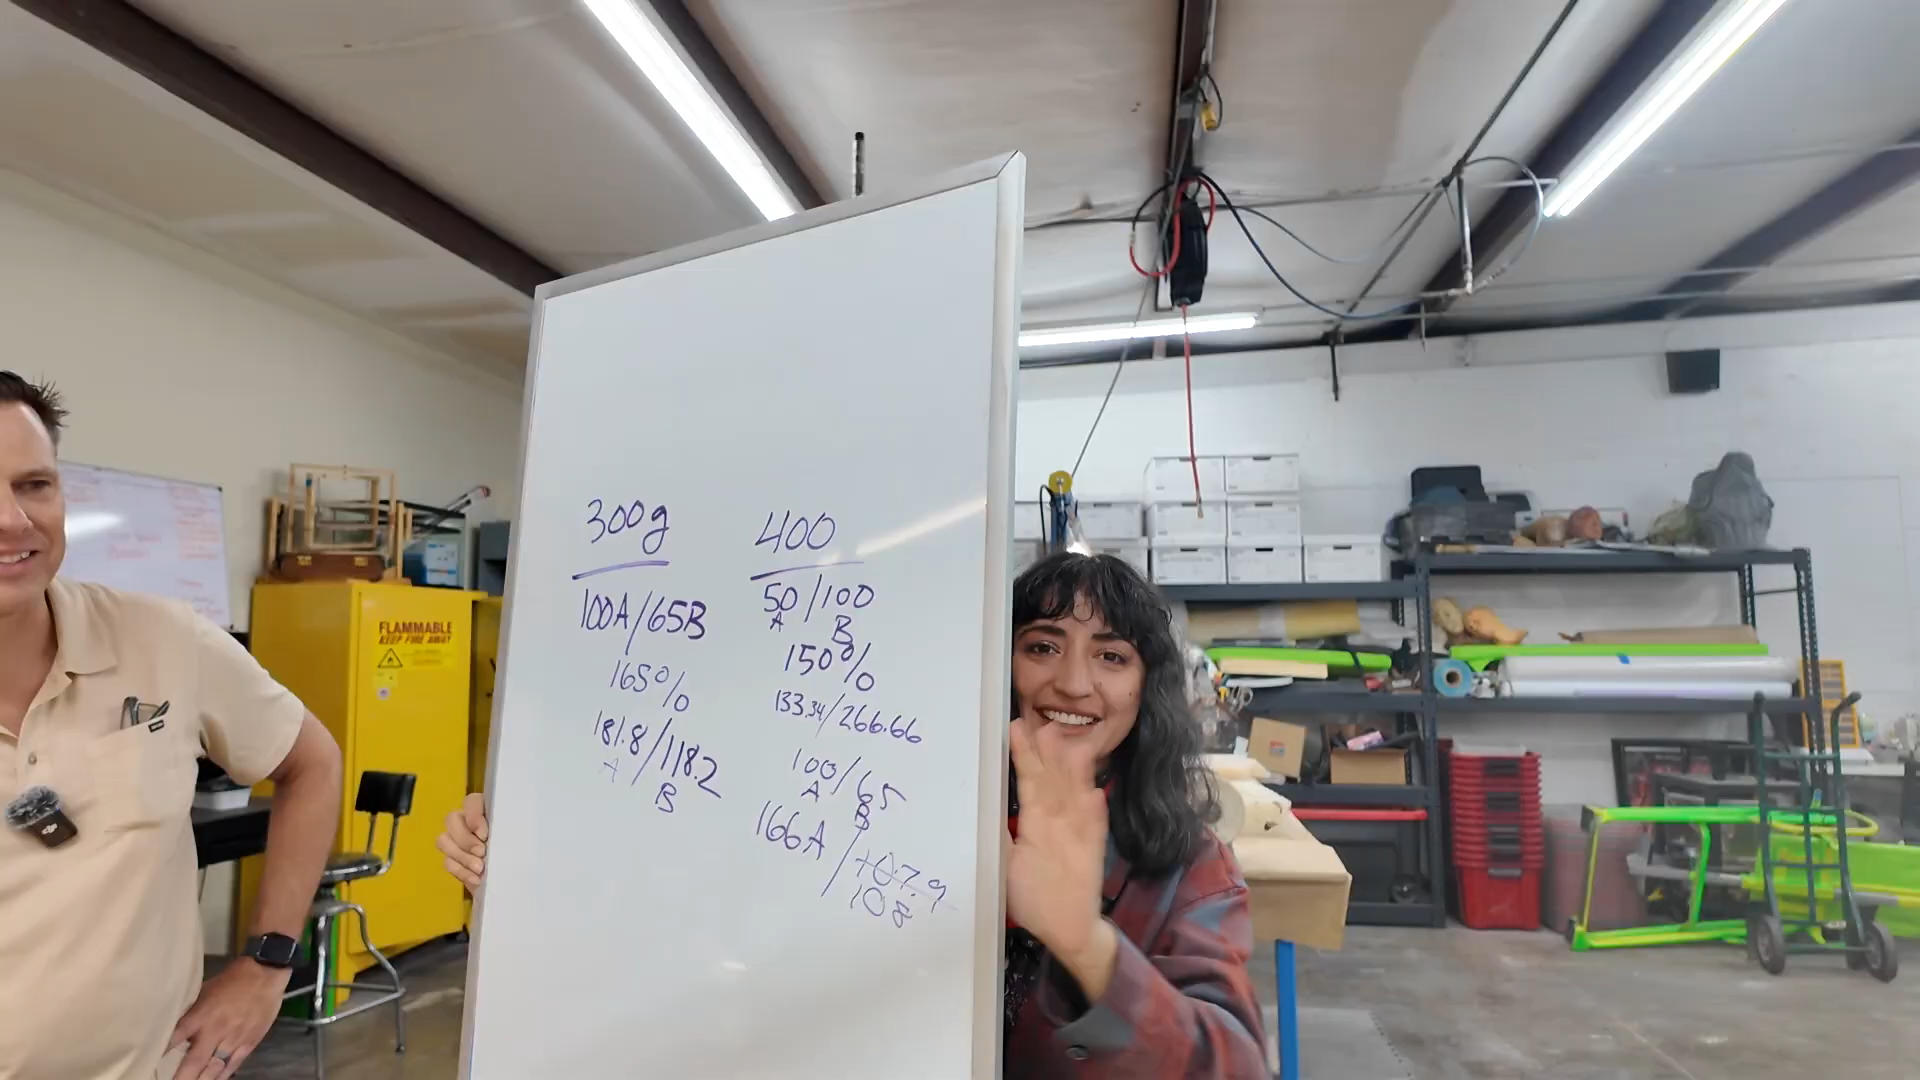 300g
100A/65B
165%
181.8/118.2
A B
400
50/100
A B
150%
133.34/266.66
100/65
A B
166A/107.9
108
FLAMMABLE
KEEP FIRE AWAY